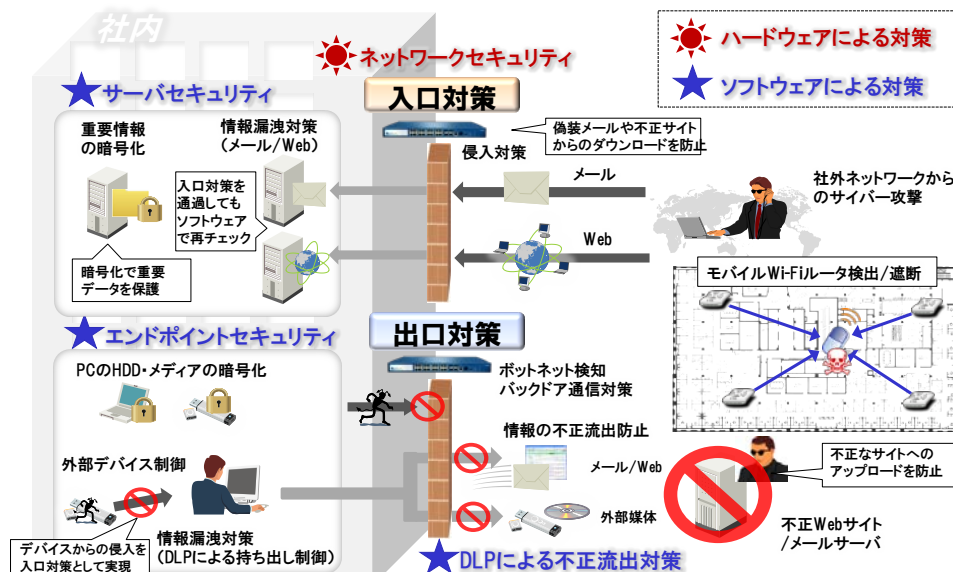 社内
ネットワークセキュリティ
ハードウェアによる対策
ソフトウェアによる対策
サーバセキュリティ
入口対策
重要情報
の暗号化
情報漏洩対策
（メール/Web）
侵入対策
偽装メールや不正サイト
からのダウンロードを防止
メール
入口対策を
通過しても
ソフトウェア
で再チェック
社外ネットワークから
のサイバー攻撃
Web
暗号化で重要
データを保護
モバイルWi-Fiルータ検出/遮断
エンドポイントセキュリティ
出口対策
PCのHDD・メディアの暗号化
ボットネット検知
バックドア通信対策
情報の不正流出防止
メール/Web
外部デバイス制御
不正なサイトへの
アップロードを防止
外部媒体
不正Webサイト
/メールサーバ
情報漏洩対策
（DLPによる持ち出し制御）
デバイスからの侵入を
入口対策として実現
DLPによる不正流出対策